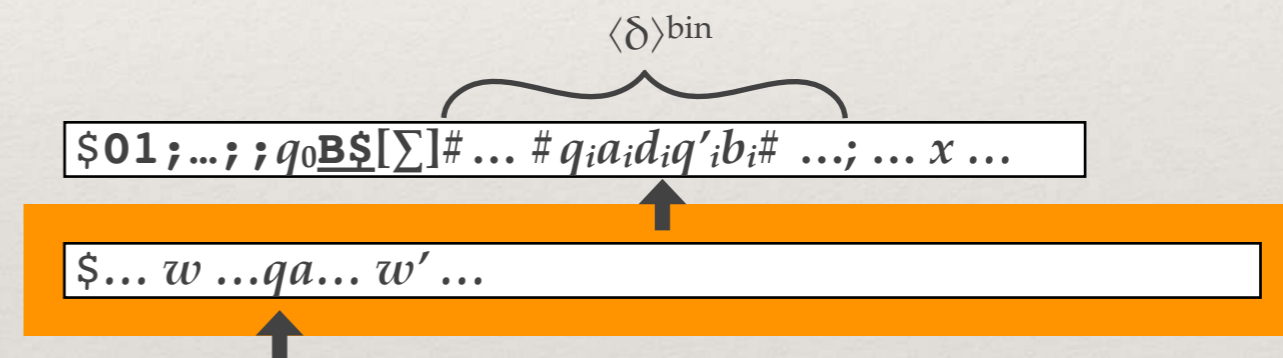 ⟨δ⟩bin
$01;…;;q0B$[∑]# … # qiaidiq′ibi# …; … x …
$… w …qa… w′ …